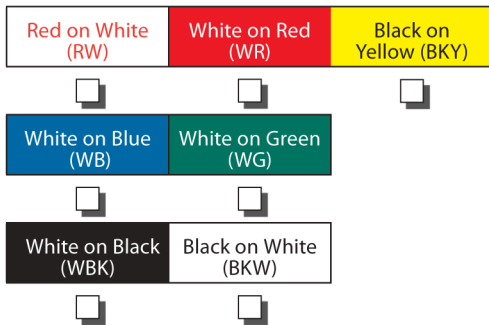 Red on White
(RW)
White on Red
(WR)
Black on
Yellow (BKY)
White on Blue
(WB)
White on Green
(WG)
White on Black
(WBK)
Black on White
(BKW)